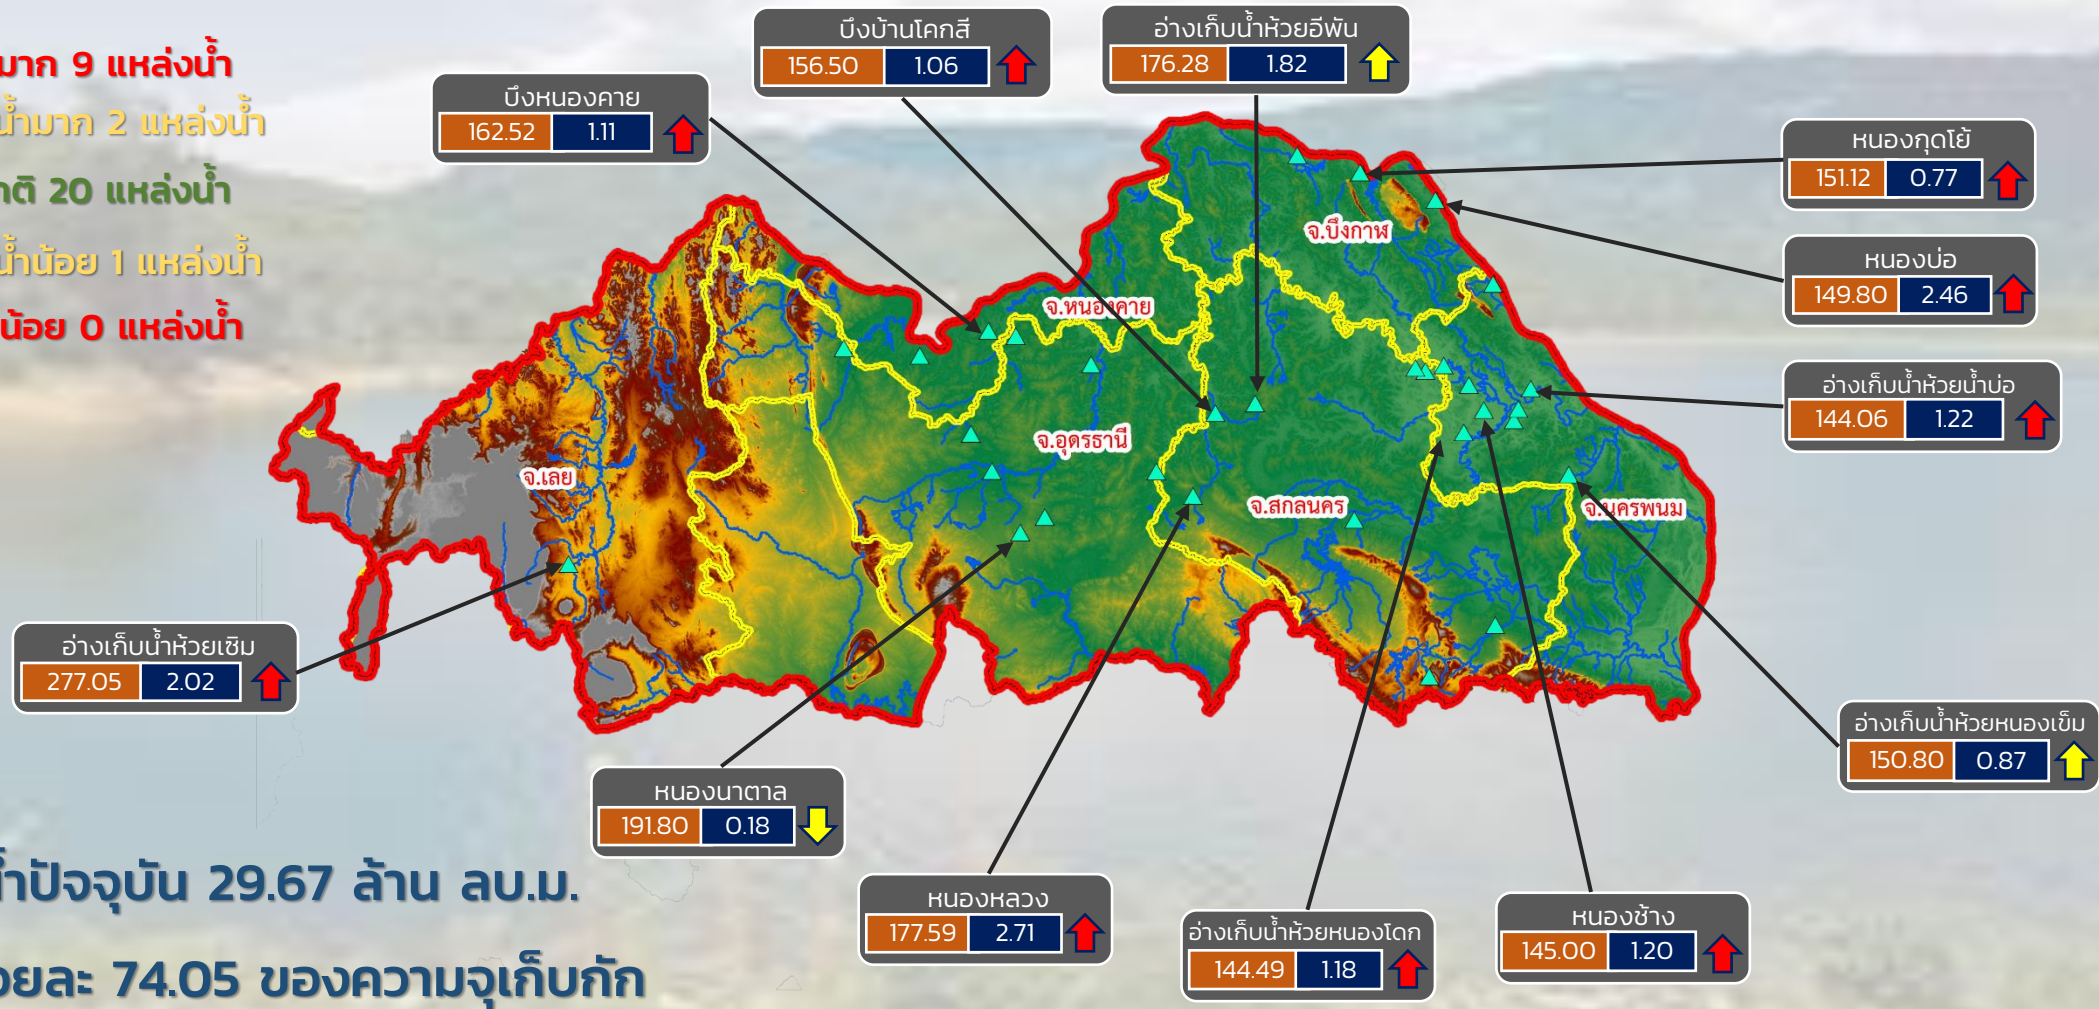 มาก 9 แหล่งน้ำ
น้ำมาก 2 แหล่งน้ำ
กติ 20 แหล่งน้ำ
น้ำน้อย 1 แหล่งน้ำ
น้อย 0 แหล่งน้ำ
บึงบ้านโคกสี
156.50 1.06
อ่างเก็บน้ำห้วยอีพัน
176.28 1.82
บึงหนองคาย
162.52 1.11
หนองกุดโย้
151.12 0.77
หนองบ่อ
149.80 2.46
อ่างเก็บน้ำห้วยน้ำบ่อ
144.06 1.22
จ.บึงกาฬ
จ.หนองคาย
จ.อุดรธานี
จ.เลย
จ.สกลนคร
จ.นครพนม
อ่างเก็บน้ำห้วยเซิม
277.05 2.02
อ่างเก็บน้ำห้วยหนองเข็ม
150.80 0.87
หนองนาตาล
191.80 0.18
หนองหลวง
177.59 2.71
อ่างเก็บน้ำห้วยหนองโดก
144.49 1.18
หนองช้าง
145.00 1.20
น้ำปัจจุบัน 29.67 ล้าน ลบ.ม.
อยละ 74.05 ของความจุเก็บกัก